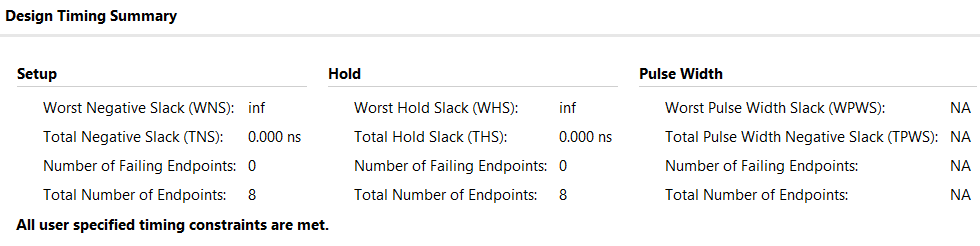 Design Timing Summary
Setup Hold Pulse Width
Worst Negative Slack (WNS): inf Worst Hold Slack (WHS): inf Worst Pulse Width Slack (WPWS): NA
Total Negative Slack (TNS): 0.000 ns Total Hold Slack (THS): 0.000 ns Total Pulse Width Negative Slack (TPWS): NA
Number of Failing Endpoints: 0 Number of Failing Endpoints: 0 Number of Failing Endpoints: NA
Total Number of Endpoints: 8 Total Number of Endpoints: 8 Total Number of Endpoints: NA
All user specified timing constraints are met.